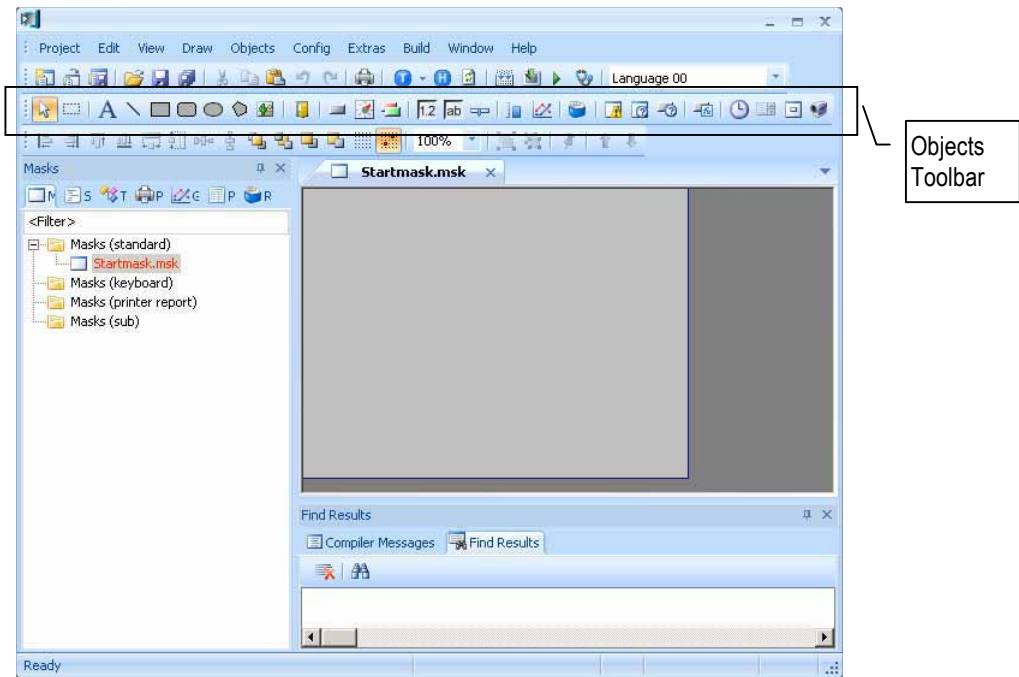 Project Edit View Draw Objects Config Extras Build Window Help
T H Language 00
A 1.2 ab
100%
Objects
Toolbar
Masks
Startmask.msk
M S T P G P R
<Filter>
Masks (standard)
Startmask.msk
Masks (keyboard)
Masks (printer report)
Masks (sub)
Find Results
Compiler Messages Find Results
Ready